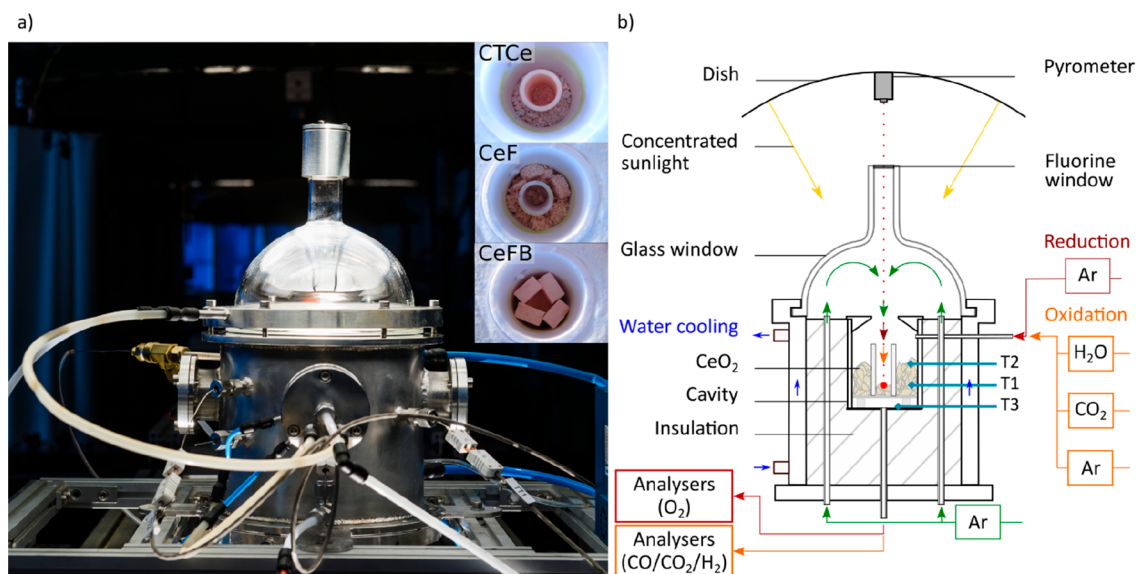 a)
CTCe
CeF
CeFB
b)
Dish
Pyrometer
Concentrated
sunlight
Fluorine
window
Glass window
Reduction
Ar
Oxidation
Water cooling
H₂O
CeO₂
T2
Cavity
T1
CO₂
T3
Insulation
Ar
Analysers
(O₂)
Ar
Analysers
(CO/CO₂/H₂)